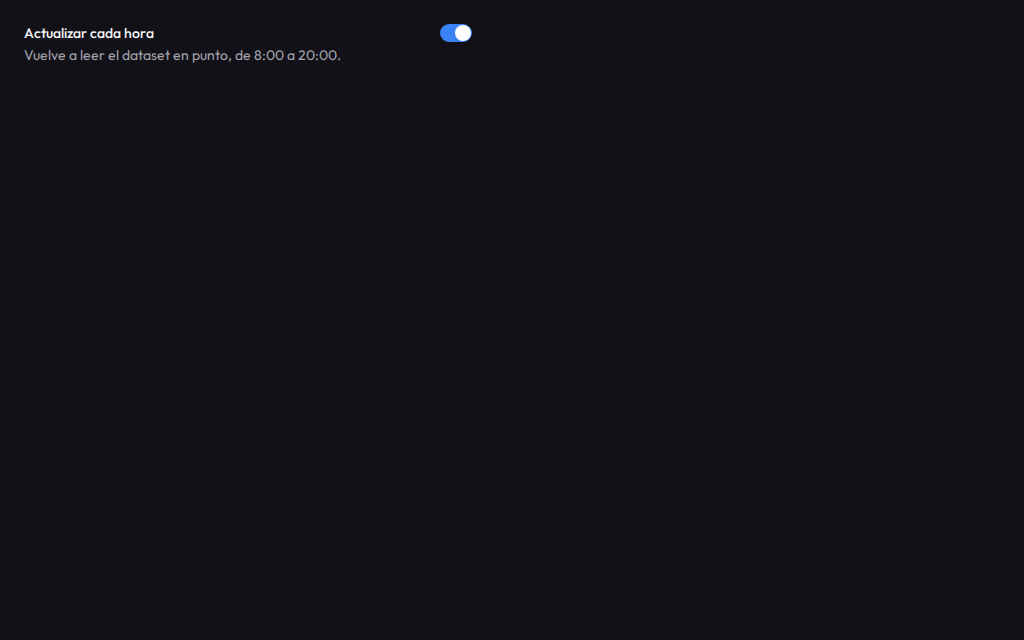 Actualizar cada hora
Vuelve a leer el dataset en punto, de 8:00 a 20:00.